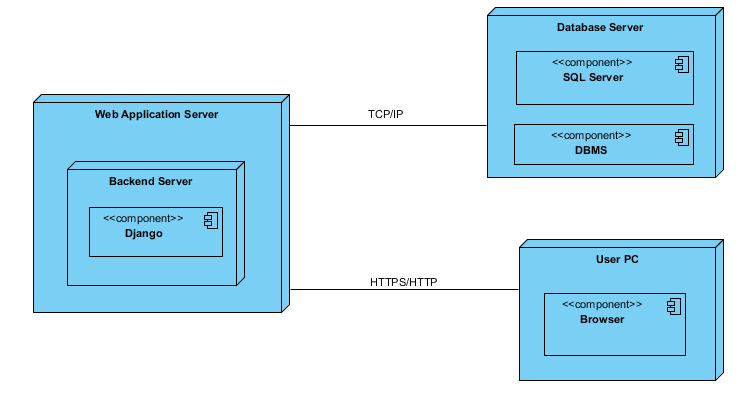 Database Server
<<component>>
SQL Server
<<component>>
DBMS
Web Application Server
TCP/IP
Backend Server
<<component>>
Django
HTTPS/HTTP
User PC
<<component>>
Browser